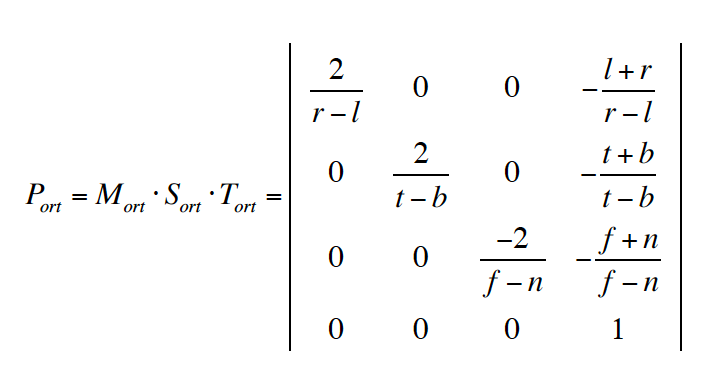 P_ort = M_ort · S_ort · T_ort = | 2/(r − l) 0 0 −(l + r)/(r − l) |
| 0 2/(t − b) 0 −(t + b)/(t − b) |
| 0 0 −2/(f − n) −(f + n)/(f − n) |
| 0 0 0 1 |